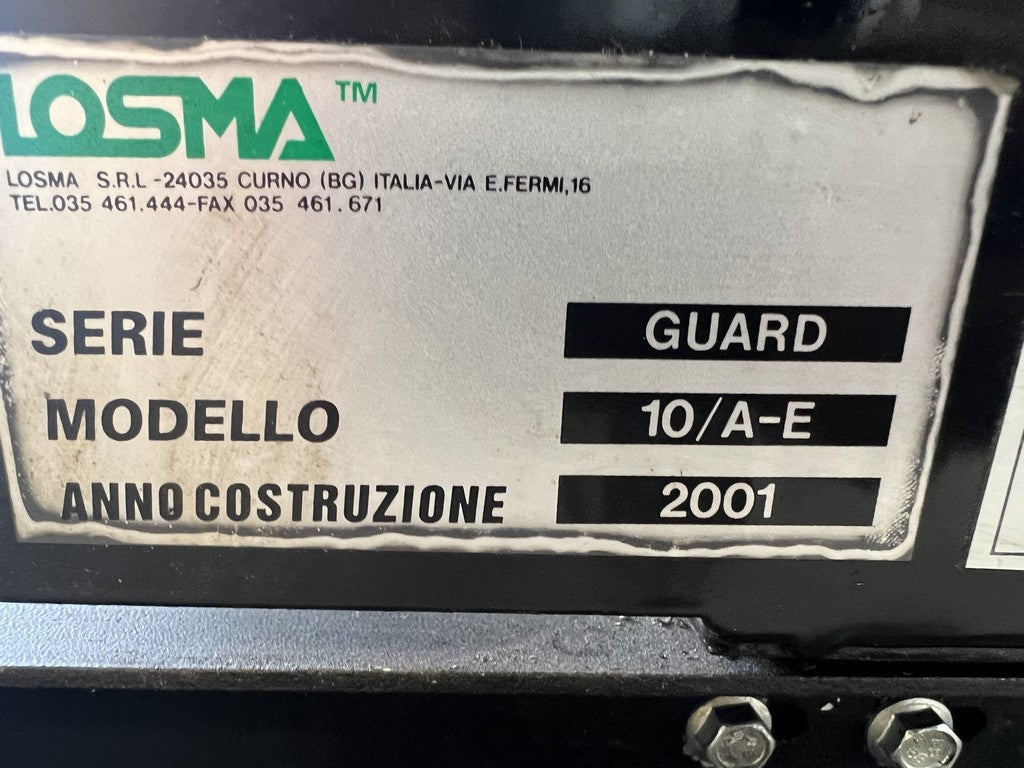 LOSMA™
LOSMA S.R.L -24035 CURNO (BG) ITALIA-VIA E.FERMI,16
TEL.035 461.444-FAX 035 461.671
SERIE GUARD
MODELLO 10/A-E
ANNO COSTRUZIONE 2001